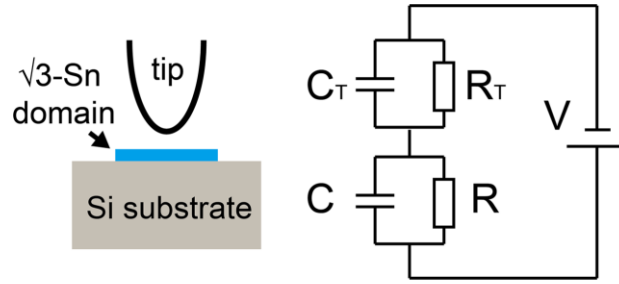 √3-Sn
domain
tip
Si substrate
CT
RT
C
R
V